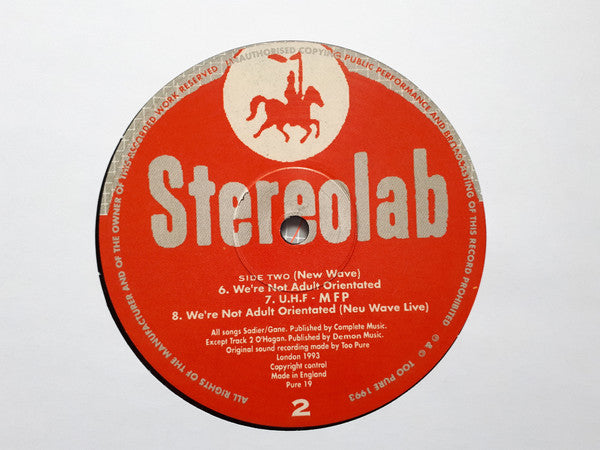 ALL RIGHTS OF THE MANUFACTURER AND OF THE OWNER OF THIS RECORDED WORK RESERVED UNAUTHORISED COPYING PUBLIC PERFORMANCE AND BROADCASTING OF THIS RECORD PROHIBITED
Stereolab
SIDE TWO (New Wave)
6. We're Not Adult Orientated
7. U.H.F - M F P
8. We're Not Adult Orientated (Neu Wave Live)
All songs Sadier/Gane. Published by Complete Music.
Except Track 2 O'Hagan. Published by Demon Music.
Original sound recording made by Too Pure
London 1993
Copyright control
Made in England
Pure 19
2
℗ & © TOO PURE 1993